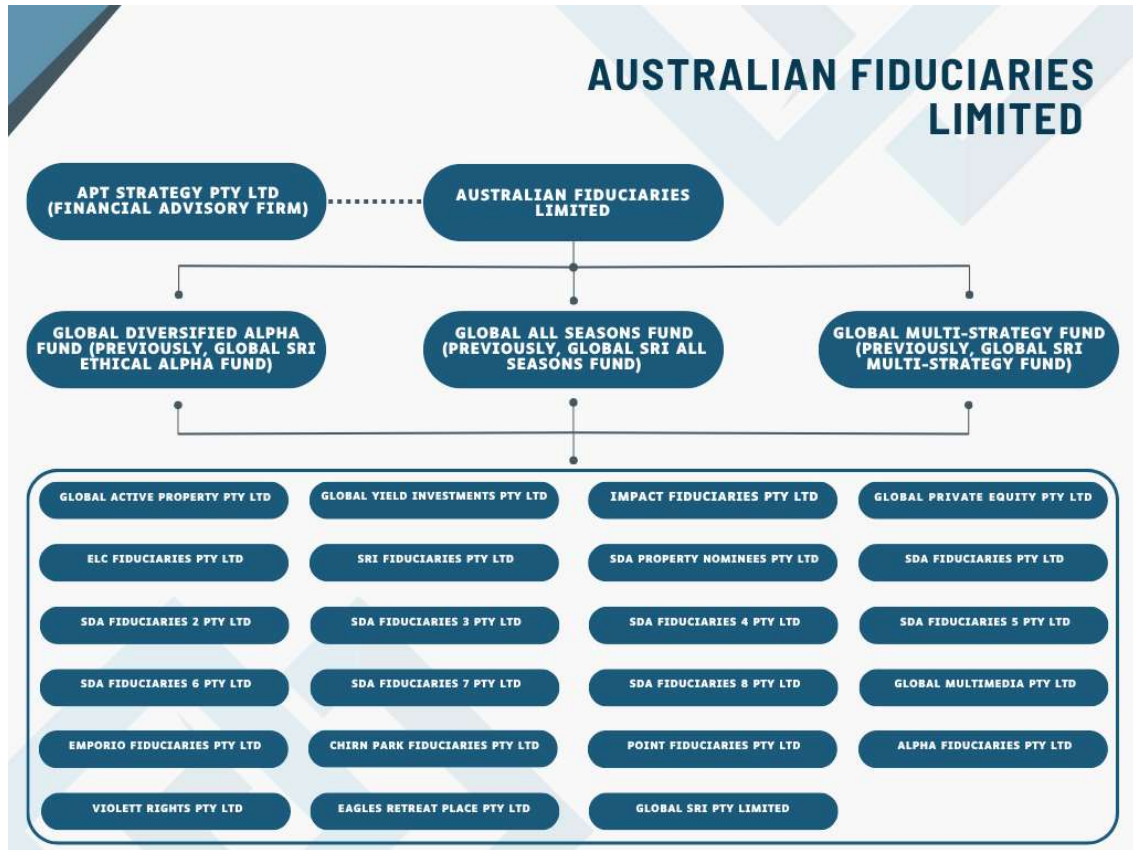 AUSTRALIAN FIDUCIARIES
LIMITED
APT STRATEGY PTY LTD
(FINANCIAL ADVISORY FIRM)
AUSTRALIAN FIDUCIARIES
LIMITED
GLOBAL DIVERSIFIED ALPHA
FUND (PREVIOUSLY, GLOBAL SRI
ETHICAL ALPHA FUND)
GLOBAL ALL SEASONS FUND
(PREVIOUSLY, GLOBAL SRI ALL
SEASONS FUND)
GLOBAL MULTI-STRATEGY FUND
(PREVIOUSLY, GLOBAL SRI
MULTI-STRATEGY FUND)
GLOBAL ACTIVE PROPERTY PTY LTD
GLOBAL YIELD INVESTMENTS PTY LTD
IMPACT FIDUCIARIES PTY LTD
GLOBAL PRIVATE EQUITY PTY LTD
ELC FIDUCIARIES PTY LTD
SRI FIDUCIARIES PTY LTD
SDA PROPERTY NOMINEES PTY LTD
SDA FIDUCIARIES PTY LTD
SDA FIDUCIARIES 2 PTY LTD
SDA FIDUCIARIES 3 PTY LTD
SDA FIDUCIARIES 4 PTY LTD
SDA FIDUCIARIES 5 PTY LTD
SDA FIDUCIARIES 6 PTY LTD
SDA FIDUCIARIES 7 PTY LTD
SDA FIDUCIARIES 8 PTY LTD
GLOBAL MULTIMEDIA PTY LTD
EMPORIO FIDUCIARIES PTY LTD
CHIRN PARK FIDUCIARIES PTY LTD
POINT FIDUCIARIES PTY LTD
ALPHA FIDUCIARIES PTY LTD
VIOLETT RIGHTS PTY LTD
EAGLES RETREAT PLACE PTY LTD
GLOBAL SRI PTY LIMITED